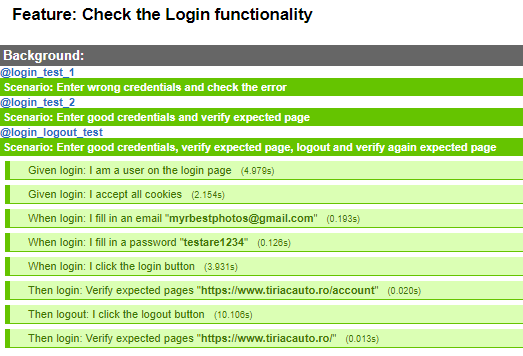 Feature: Check the Login functionality
Background:
@login_test_1
Scenario: Enter wrong credentials and check the error
@login_test_2
Scenario: Enter good credentials and verify expected page
@login_logout_test
Scenario: Enter good credentials, verify expected page, logout and verify again expected page
Given login: I am a user on the login page (4.979s)
Given login: I accept all cookies (2.154s)
When login: I fill in an email "myrbestphotos@gmail.com" (0.193s)
When login: I fill in a password "testare1234" (0.126s)
When login: I click the login button (3.931s)
Then login: Verify expected pages "https://www.tiriacauto.ro/account" (0.020s)
Then logout: I click the logout button (10.106s)
Then login: Verify expected pages "https://www.tiriacauto.ro/" (0.013s)